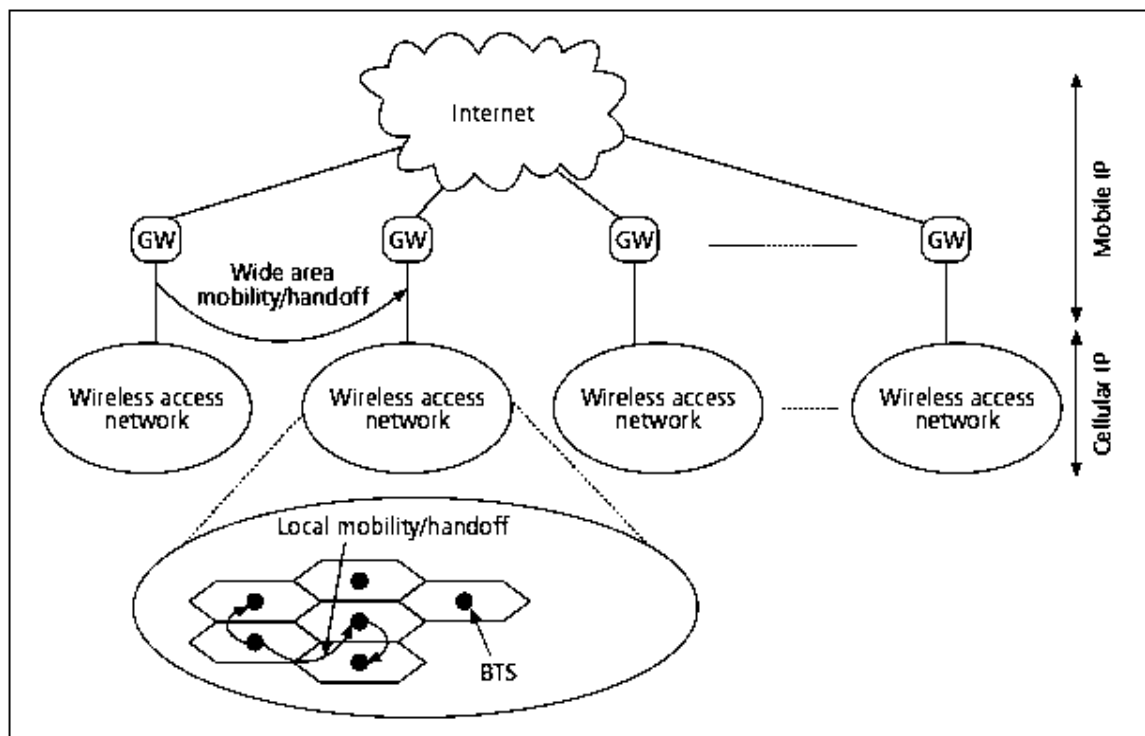 Internet
GW
GW
GW
GW
Wide area
mobility/handoff
Mobile IP
Wireless access
network
Wireless access
network
Wireless access
network
Wireless access
network
Cellular IP
Local mobility/handoff
BTS